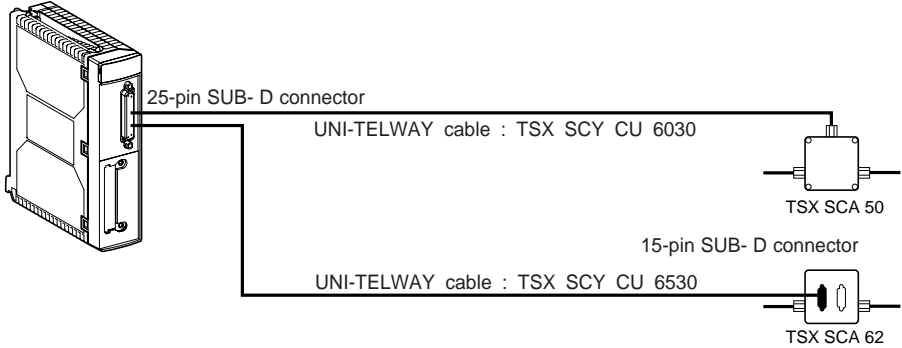 25-pin SUB- D connector
UNI-TELWAY cable : TSX SCY CU 6030
TSX SCA 50
15-pin SUB- D connector
UNI-TELWAY cable : TSX SCY CU 6530
TSX SCA 62